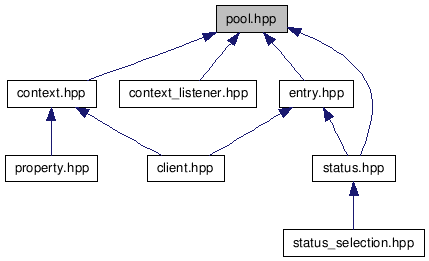 pool.hpp
context.hpp
context_listener.hpp
entry.hpp
property.hpp
client.hpp
status.hpp
status_selection.hpp